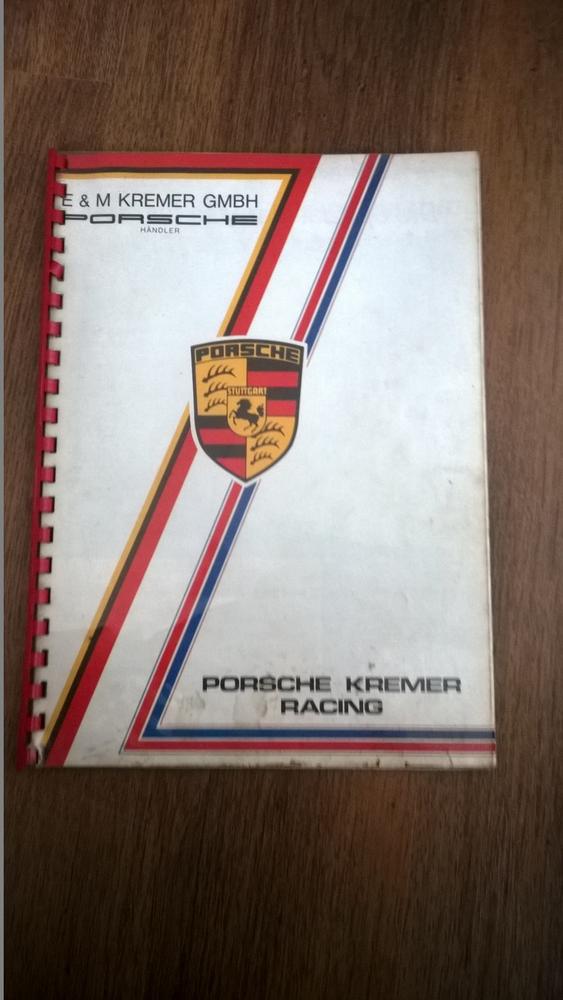 E & M KREMER GMBH
PORSCHE
HÄNDLER
PORSCHE
STUTTGART
PORSCHE KREMER
RACING